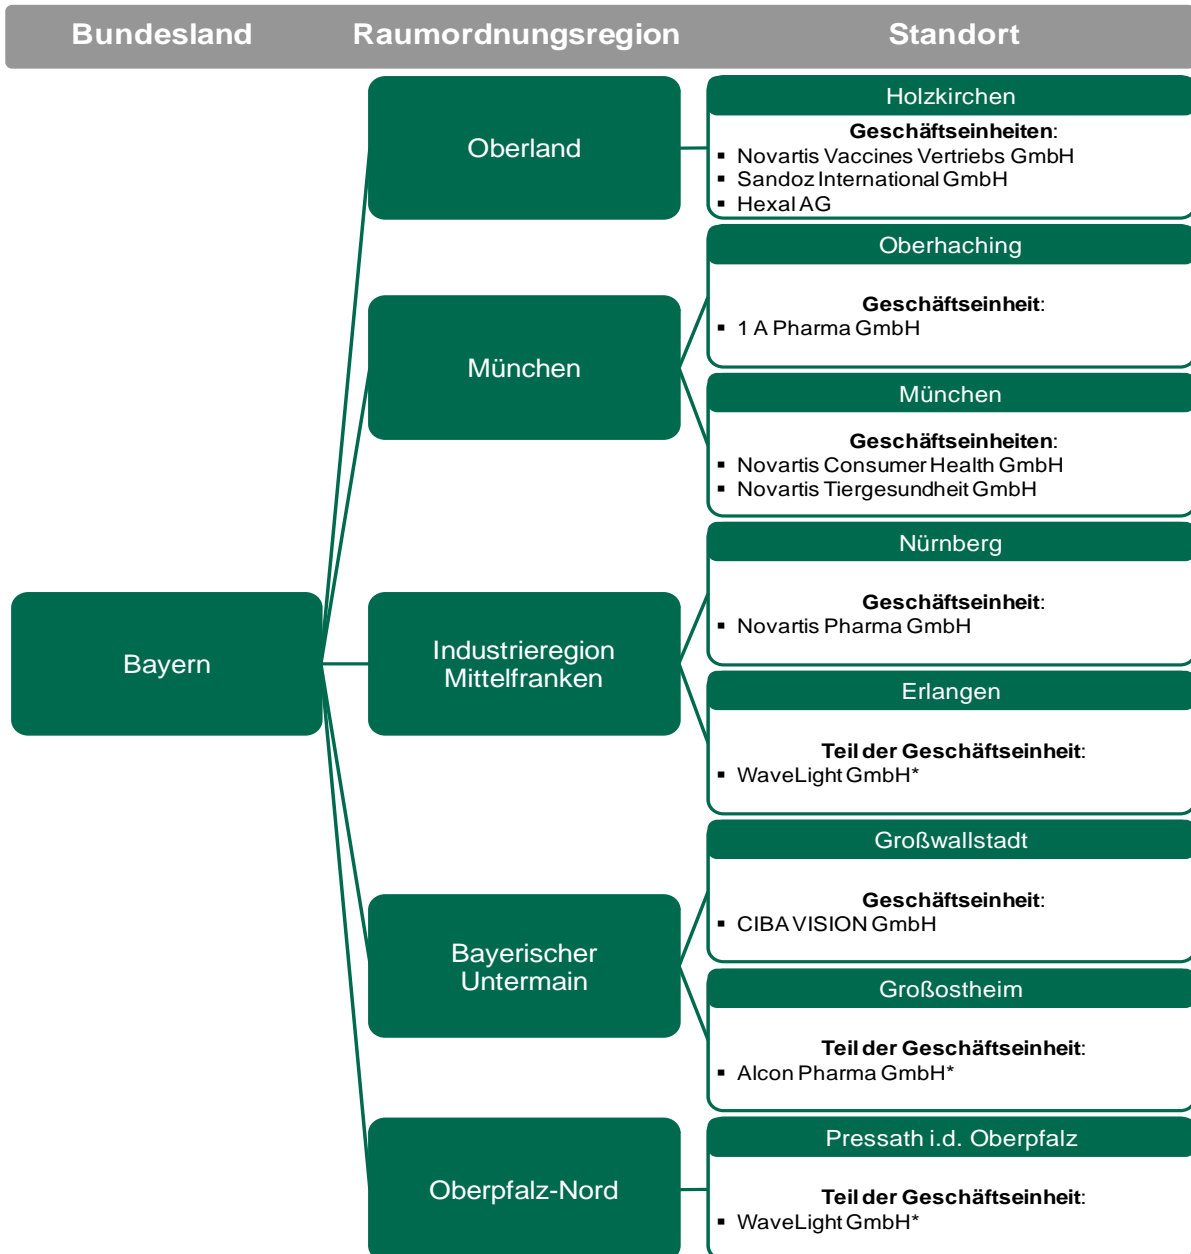 Bundesland Raumordnungsregion Standort
Bayern
Oberland
Holzkirchen
Geschäftseinheiten:
▪ Novartis Vaccines Vertriebs GmbH
▪ Sandoz International GmbH
▪ Hexal AG
München
Oberhaching
Geschäftseinheit:
▪ 1 A Pharma GmbH
München
Geschäftseinheiten:
▪ Novartis Consumer Health GmbH
▪ Novartis Tiergesundheit GmbH
Industrieregion
Mittelfranken
Nürnberg
Geschäftseinheit:
▪ Novartis Pharma GmbH
Erlangen
Teil der Geschäftseinheit:
▪ WaveLight GmbH*
Bayerischer
Untermain
Großwallstadt
Geschäftseinheit:
▪ CIBA VISION GmbH
Großostheim
Teil der Geschäftseinheit:
▪ Alcon Pharma GmbH*
Oberpfalz-Nord
Pressath i.d. Oberpfalz
Teil der Geschäftseinheit:
▪ WaveLight GmbH*